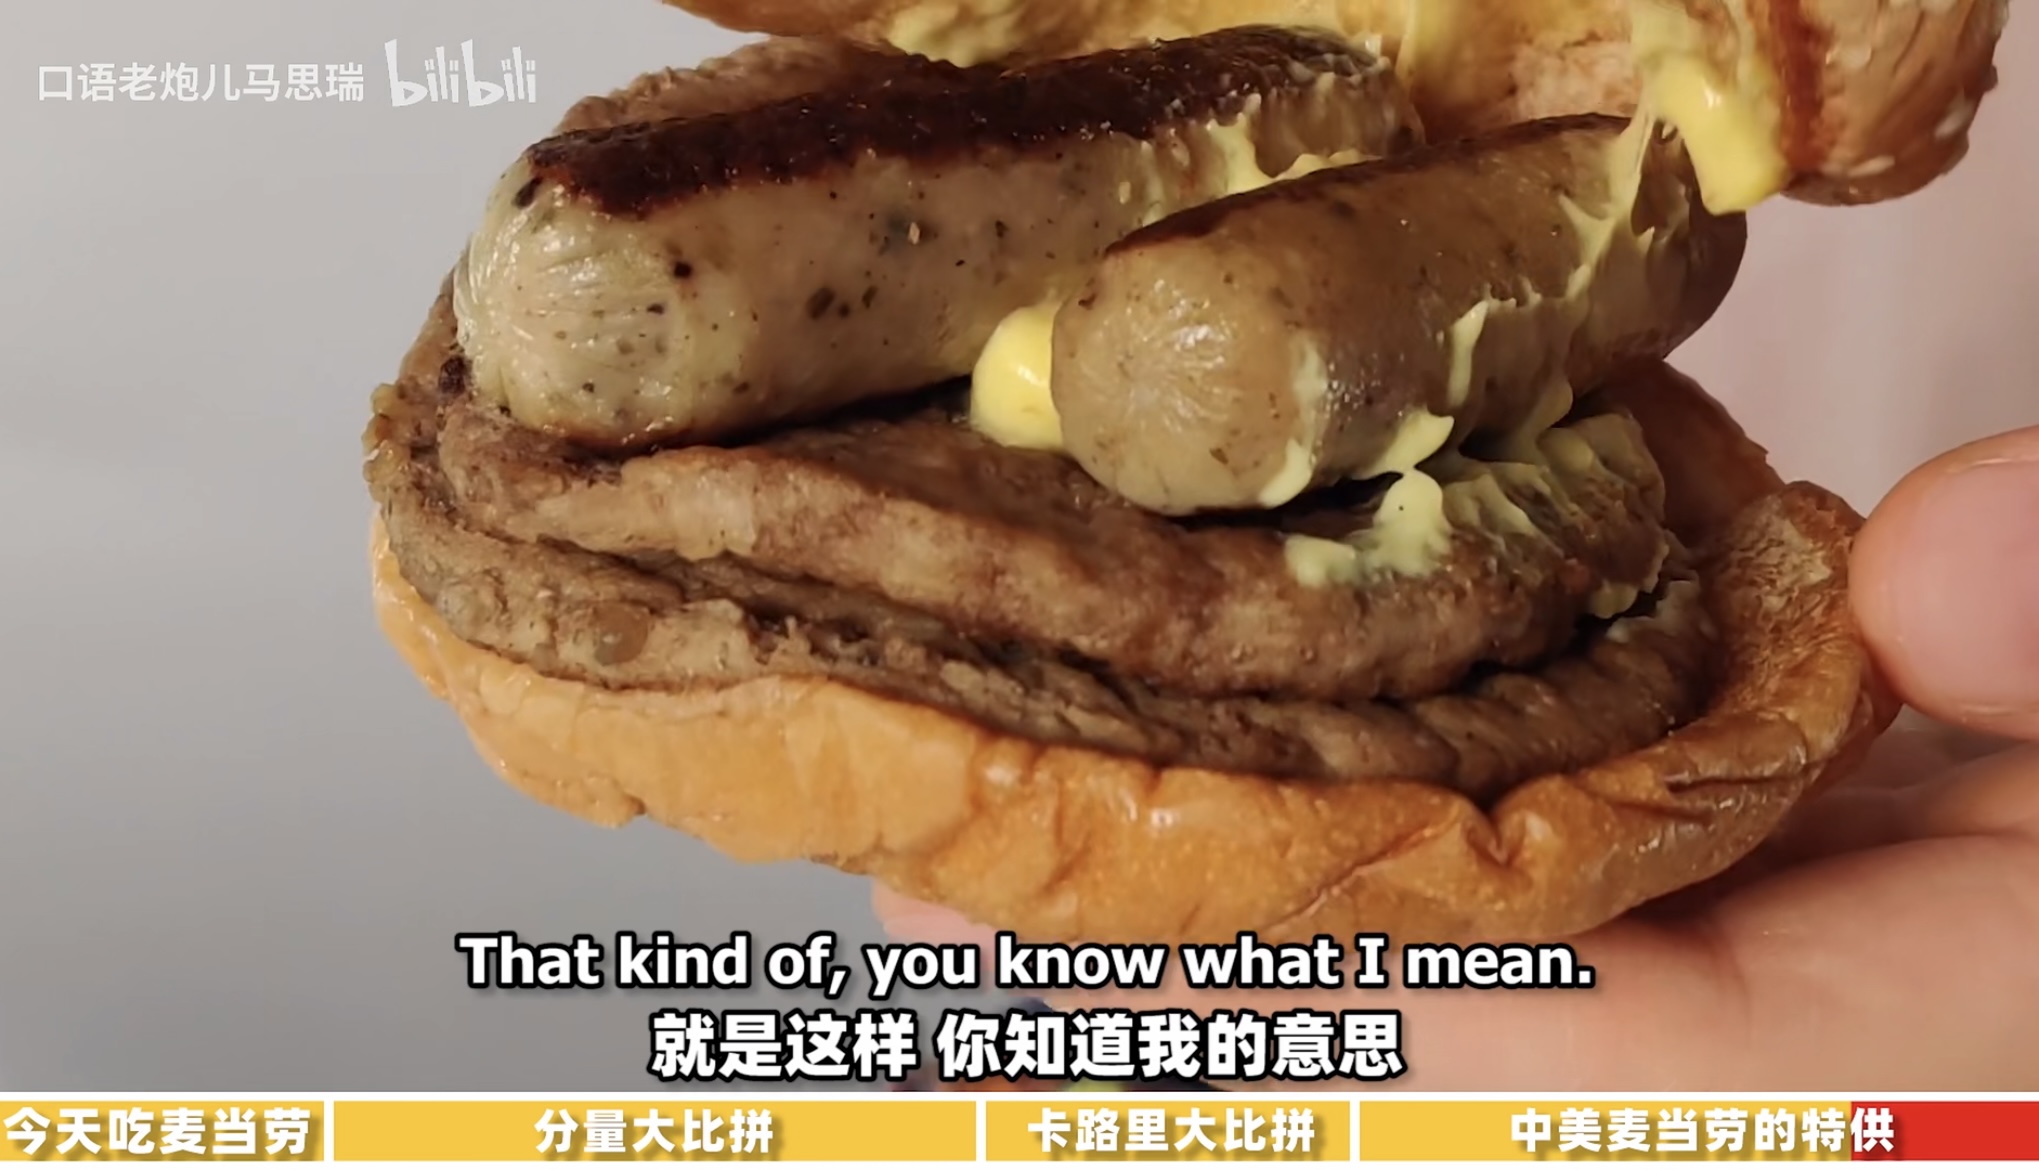 口语老炮儿马思瑞 bilibili
That kind of, you know what I mean.
就是这样 你知道我的意思
今天吃麦当劳 分量大比拼 卡路里大比拼 中美麦当劳的特供